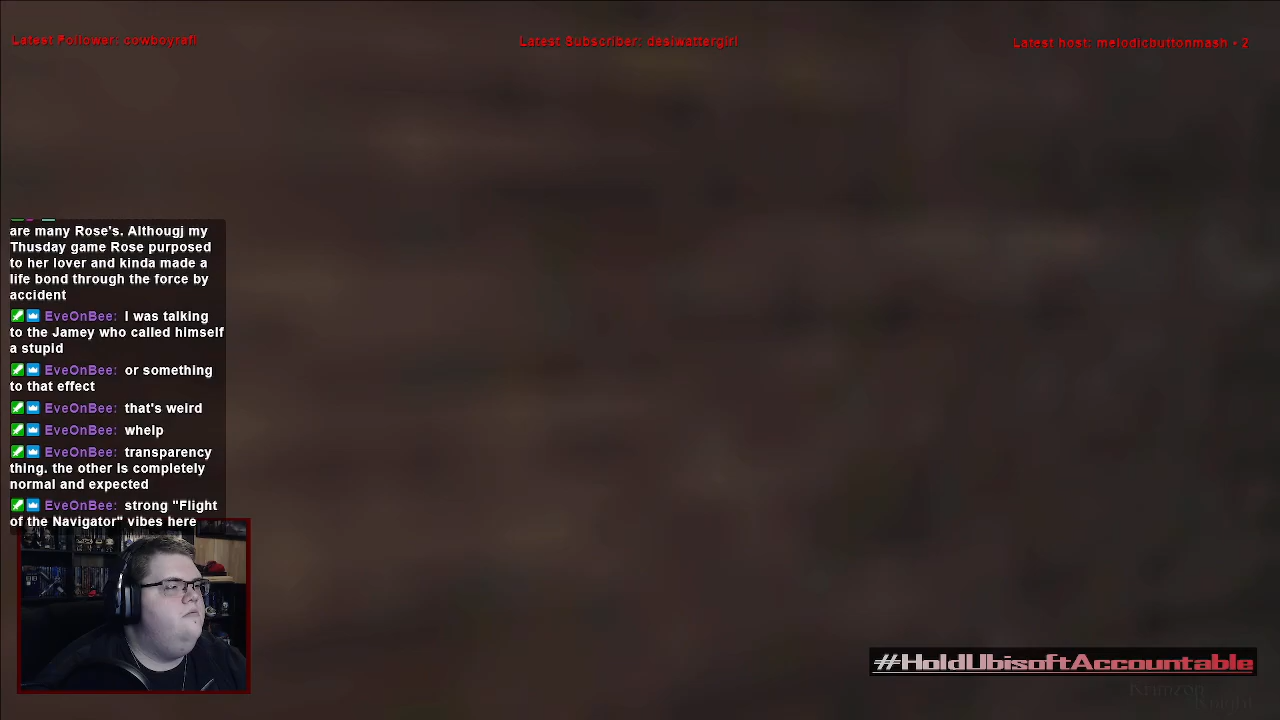 Latest Follower: cowboyrafl
Latest Subscriber: desiwattergirl
Latest host: melodicbuttonmash • 2
are many Rose's. Althougj my
Thusday game Rose purposed
to her lover and kinda made a
life bond through the force by
accident
EveOnBee: I was talking
to the Jamey who called himself
a stupid
EveOnBee: or something
to that effect
EveOnBee: that's weird
EveOnBee: whelp
EveOnBee: transparency
thing. the other is completely
normal and expected
EveOnBee: strong "Flight
of the Navigator" vibes here
#HoldUbisoftAccountable
Krimzon
Knight